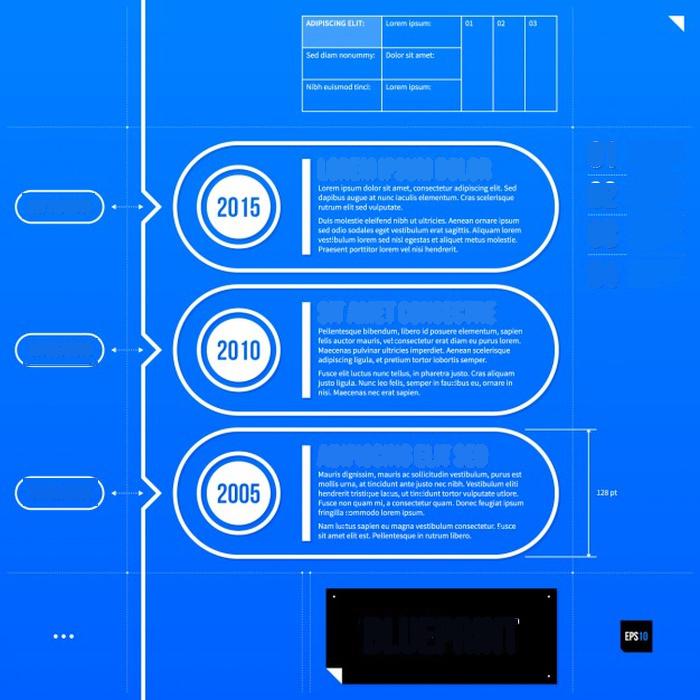 ADIPISCING ELIT: Lorem ipsum: 01 02 03
Sed diam nonummy: Dolor sit amet:
Nibh euismod tinci: Lorem ipsum:
LOREM IPSUM DOLOR
2015
Lorem ipsum dolor sit amet, consectetur adipiscing elit. Sed
dapibus augue at nunc iaculis elementum. Cras scelerisque
rutrum elit sed vulputate.
Duis molestie eleifend nibh ut ultricies. Aenean ornare ipsum
sed odio sodales eget vestibulum erat sagittis. Aliquam lorem
vestibulum lorem sed nisl egestas et aliquet metus molestie.
Praesent porttitor lorem vel nisi hendrerit.
2010
Pellentesque bibendum, libero id posuere elementum, sapien
felis auctor mauris, vel consectetur erat diam eu purus lorem.
Maecenas pulvinar ultricies imperdiet. Aenean scelerisque
adipiscing ligula, et pretium tortor lobortis semper.
Fusce elit luctus nunc tellus, in pharetra justo. Cras aliquam
justo ligula. Nunc leo felis, semper in faucibus eu, ornare in
nisi. Maecenas nec erat sapien.
ADIPISCING ELIT SED
2005
Mauris dignissim, mauris ac sollicitudin vestibulum, purus est
mollis urna, at tincidunt ante justo nec nibh. Vestibulum eliti
hendrerit tristique lacus, ut tincidunt tortor vulputate utlore.
Fusce non quam mi, a consectetur quam. Donec feugiat ipsum
fringilla commodo lorem ipsum.
Nam luctus sapien eu magna vestibulum consectetur. Fusce
sit amet elit est. Pellentesque in rutrum libero.
128 pt
BLUEPRINT
EPS10